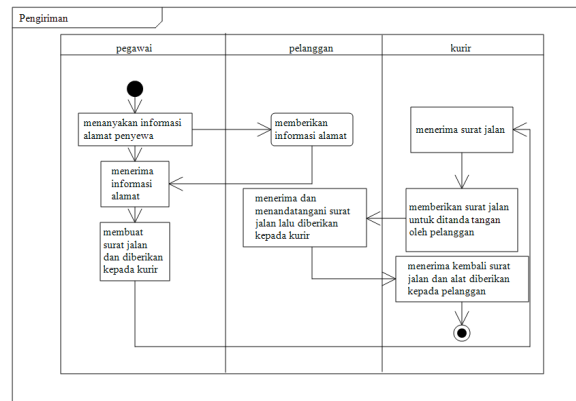 Pengiriman
pegawai
pelanggan
kurir
menanyakan informasi
alamat penyewa
memberikan
informasi alamat
menerima surat jalan
menerima
informasi
alamat
menerima dan
menandatangani surat
jalan lalu diberikan
kepada kurir
memberikan surat jalan
untuk ditanda tangan
oleh pelanggan
membuat
surat jalan
dan diberikan
kepada kurir
menerima kembali surat
jalan dan alat diberikan
kepada pelanggan